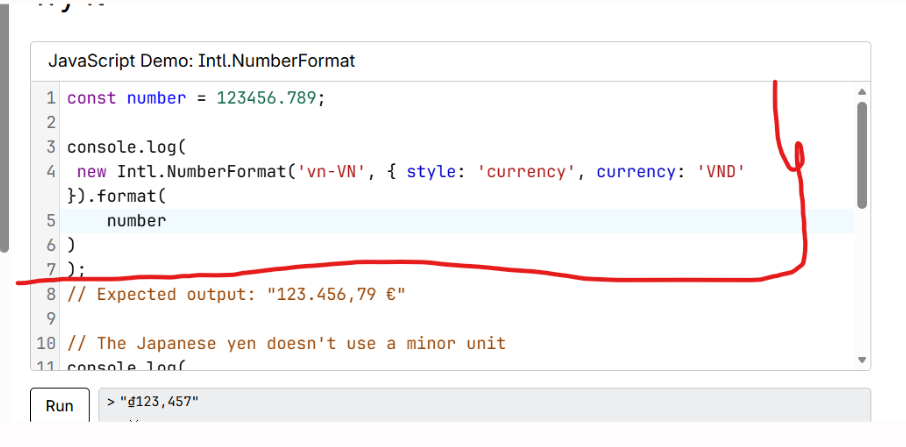 JavaScript Demo: Intl.NumberFormat
1 const number = 123456.789;
2
3 console.log(
4 new Intl.NumberFormat('vn-VN', { style: 'currency', currency: 'VND'
}).format(
5 number
6 )
7 );
8 // Expected output: "123.456,79 €"
9
10 // The Japanese yen doesn't use a minor unit
11 console.log(
Run
> "₫123,457"